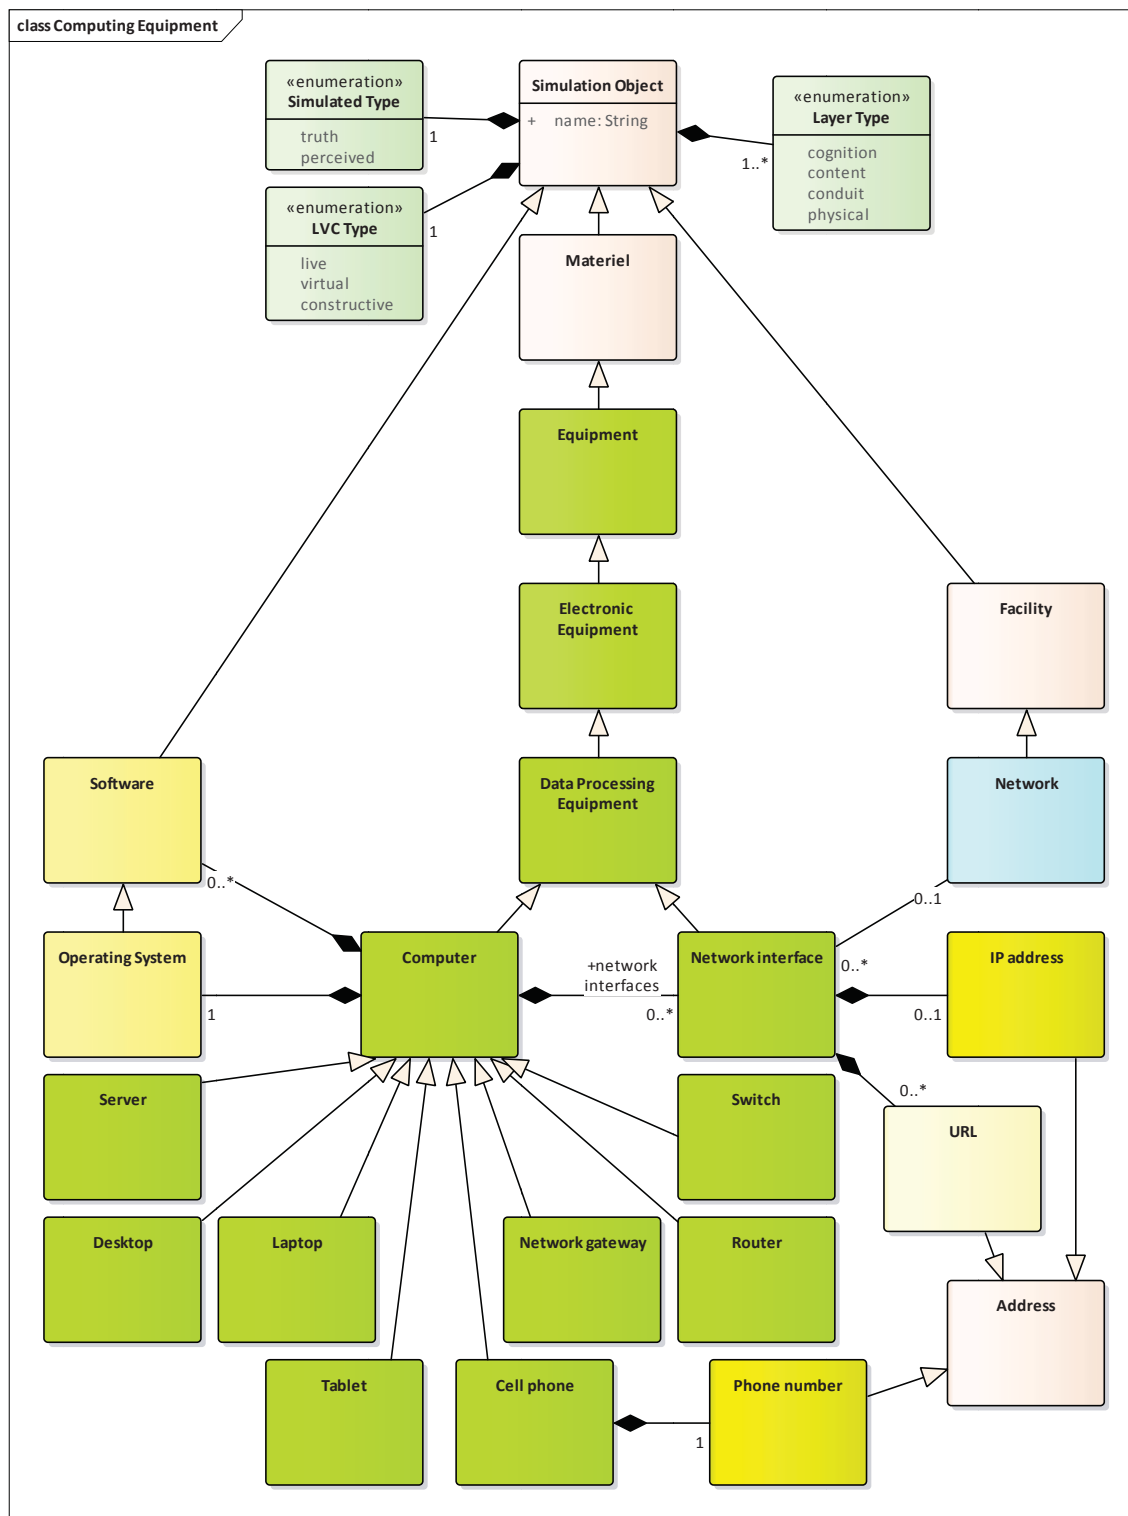 class Computing Equipment
«enumeration»
Simulated Type
truth
perceived
1
Simulation Object
+ name: String
«enumeration»
Layer Type
cognition
content
conduit
physical
1..*
«enumeration»
LVC Type
live
virtual
constructive
1
Materiel
Equipment
Electronic
Equipment
Facility
Software
0..*
Data Processing
Equipment
Network
0..1
Operating System
1
Computer
+network
interfaces
0..*
Network interface
0..*
0..1
IP address
0..*
Server
Switch
URL
Desktop
Laptop
Network gateway
Router
Address
Tablet
Cell phone
1
Phone number